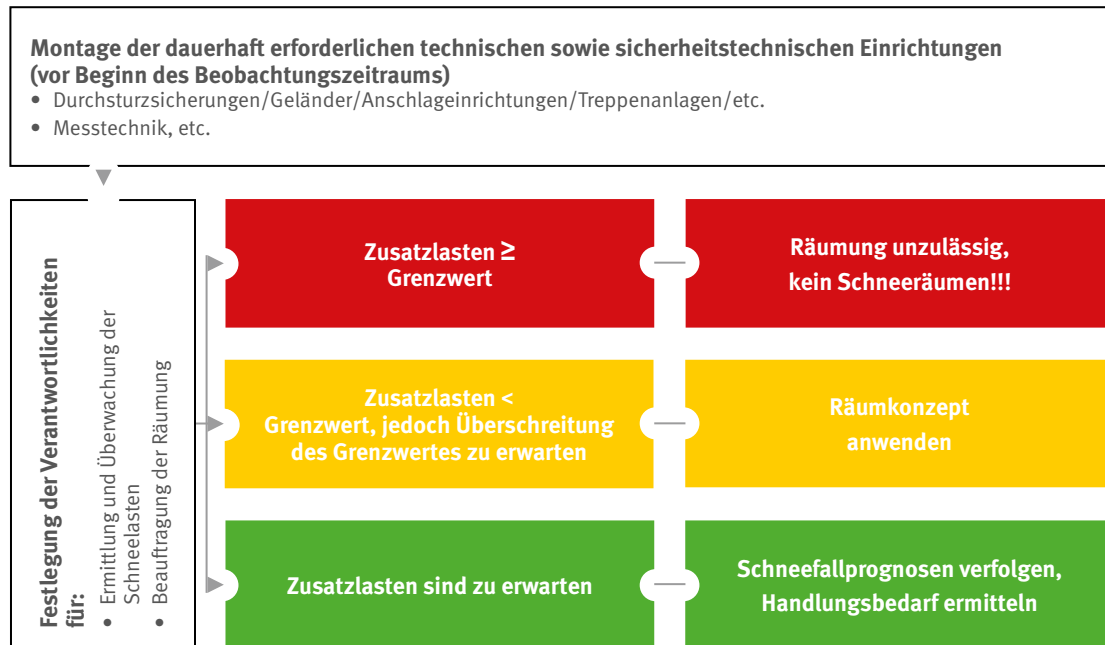 Montage der dauerhaft erforderlichen technischen sowie sicherheitstechnischen Einrichtungen
(vor Beginn des Beobachtungszeitraums)
• Durchsturzsicherungen/Geländer/Anschlageinrichtungen/Treppenanlagen/etc.
• Messtechnik, etc.
Festlegung der Verantwortlichkeiten
für:
• Ermittlung und Überwachung der
Schneelasten
• Beauftragung der Räumung
Zusatzlasten ≥
Grenzwert
Räumung unzulässig,
kein Schneeräumen!!!
Zusatzlasten <
Grenzwert, jedoch Überschreitung
des Grenzwertes zu erwarten
Räumkonzept
anwenden
Zusatzlasten sind zu erwarten
Schneefallprognosen verfolgen,
Handlungsbedarf ermitteln